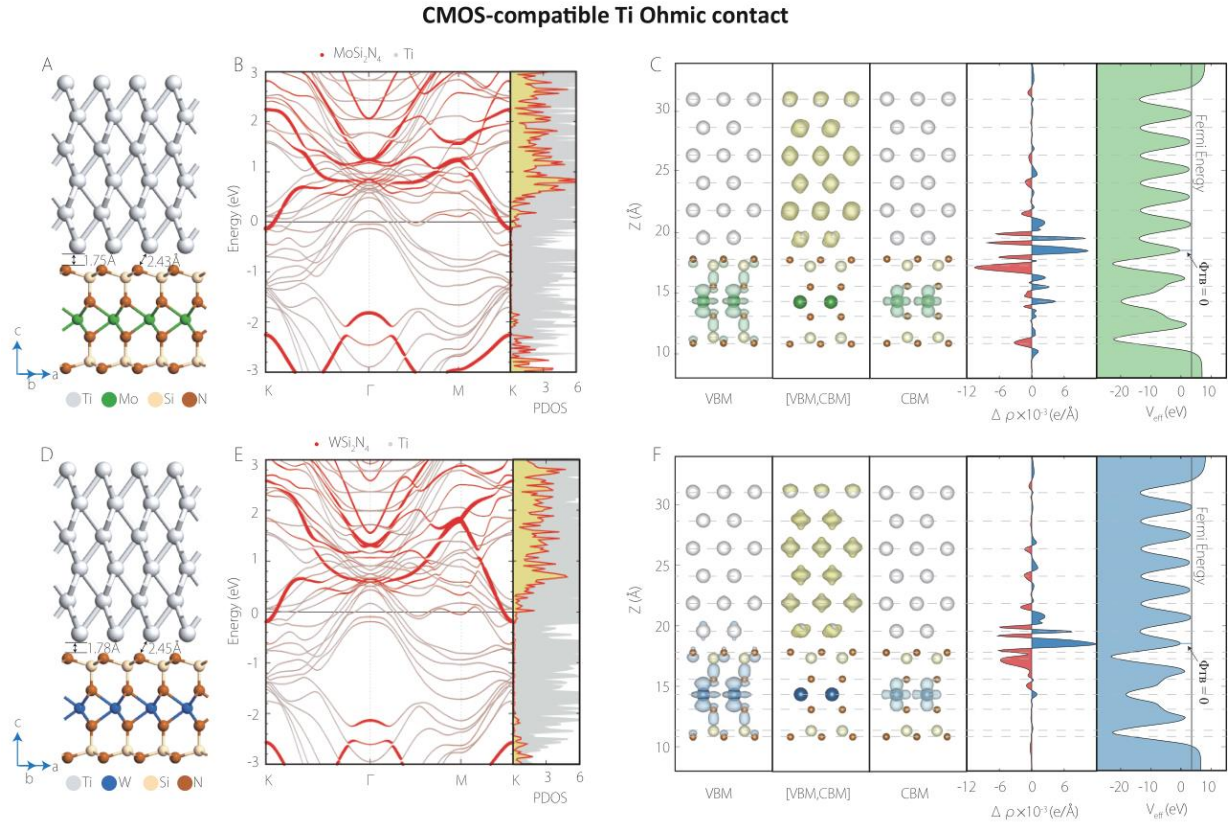 CMOS-compatible Ti Ohmic contact
A
1.75Å
2.43Å
c
b
a
Ti Mo Si N
B
MoSi₂N₄ Ti
Energy (eV)
3
2
1
0
-1
-2
-3
K Γ M K 3 6
PDOS
C
Z (Å)
30
25
20
15
10
VBM
[VBM,CBM]
CBM
-12 -6 0 6
Δ ρ×10⁻³ (e/Å)
Fermi Energy
Φ_TB = 0
-20 -10 0 10
V_eff (eV)
D
1.78Å
2.45Å
c
b
a
Ti W Si N
E
WSi₂N₄ Ti
Energy (eV)
3
2
1
0
-1
-2
-3
K Γ M K 3 6
PDOS
F
Z (Å)
30
25
20
15
10
VBM
[VBM,CBM]
CBM
-12 -6 0 6
Δ ρ×10⁻³ (e/Å)
Fermi Energy
Φ_TB = 0
-20 -10 0 10
V_eff (eV)